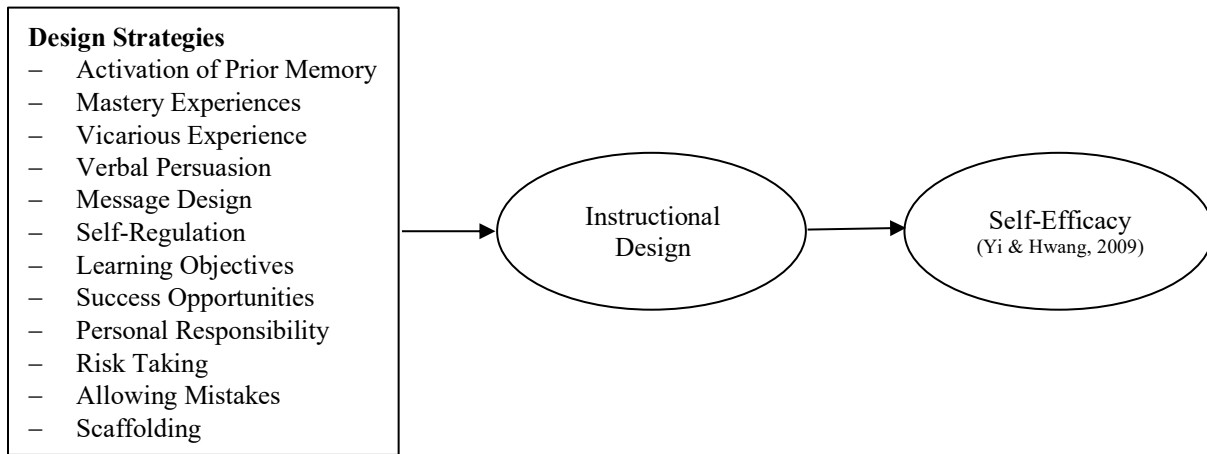 Design Strategies
– Activation of Prior Memory
– Mastery Experiences
– Vicarious Experience
– Verbal Persuasion
– Message Design
– Self-Regulation
– Learning Objectives
– Success Opportunities
– Personal Responsibility
– Risk Taking
– Allowing Mistakes
– Scaffolding
Instructional
Design
Self-Efficacy
(Yi & Hwang, 2009)